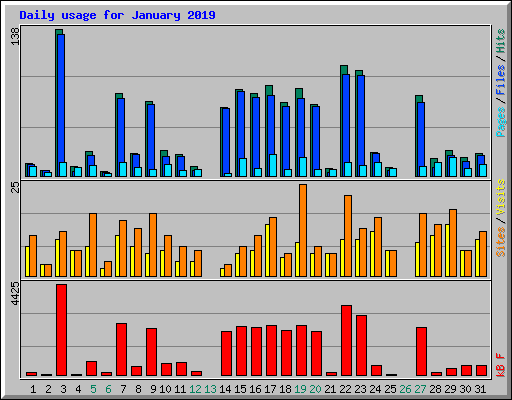 Daily usage for January 2019
138
Pages / Files / Hits
25
Sites / Visits
4425
kB F
1 2 3 4 5 6 7 8 9 10 11 12 13 14 15 16 17 18 19 20 21 22 23 24 25 26 27 28 29 30 31